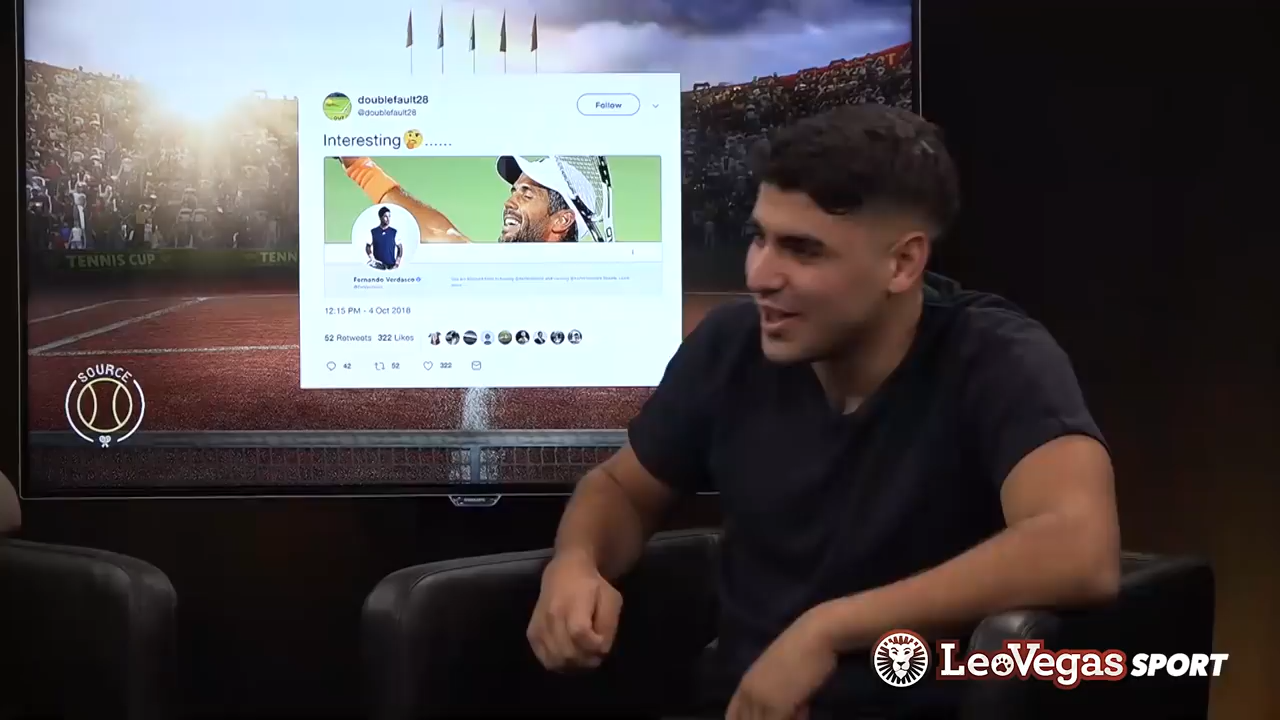 doublefault28
@doublefault28
Follow
Interesting🤔......
Fernando Verdasco
12:15 PM - 4 Oct 2018
52 Retweets 322 Likes
42 52 322
TENNIS CUP
TENN
SOURCE
LeoVegas SPORT